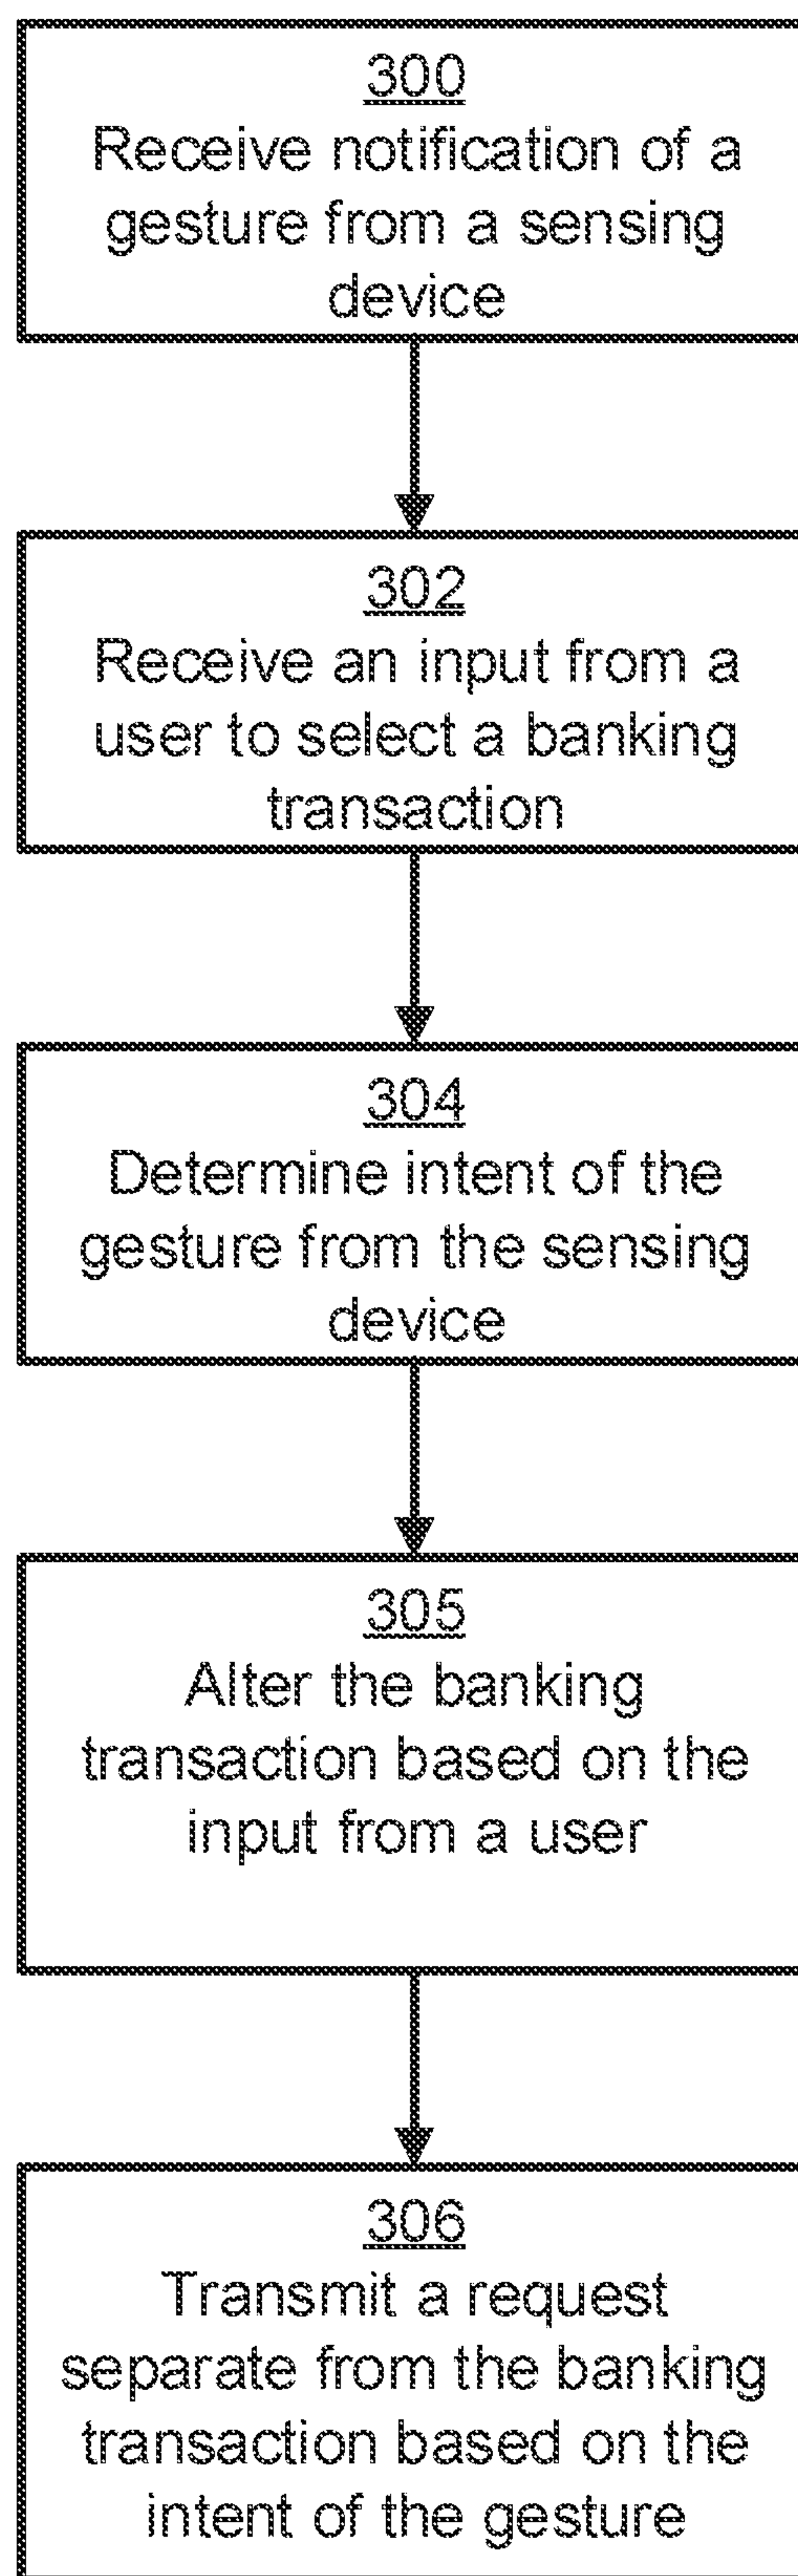 300
Receive notification of a
gesture from a sensing
device
302
Receive an input from a
user to select a banking
transaction
304
Determine intent of the
gesture from the sensing
device
305
Alter the banking
transaction based on the
input from a user
306
Transmit a request
separate from the banking
transaction based on the
intent of the gesture